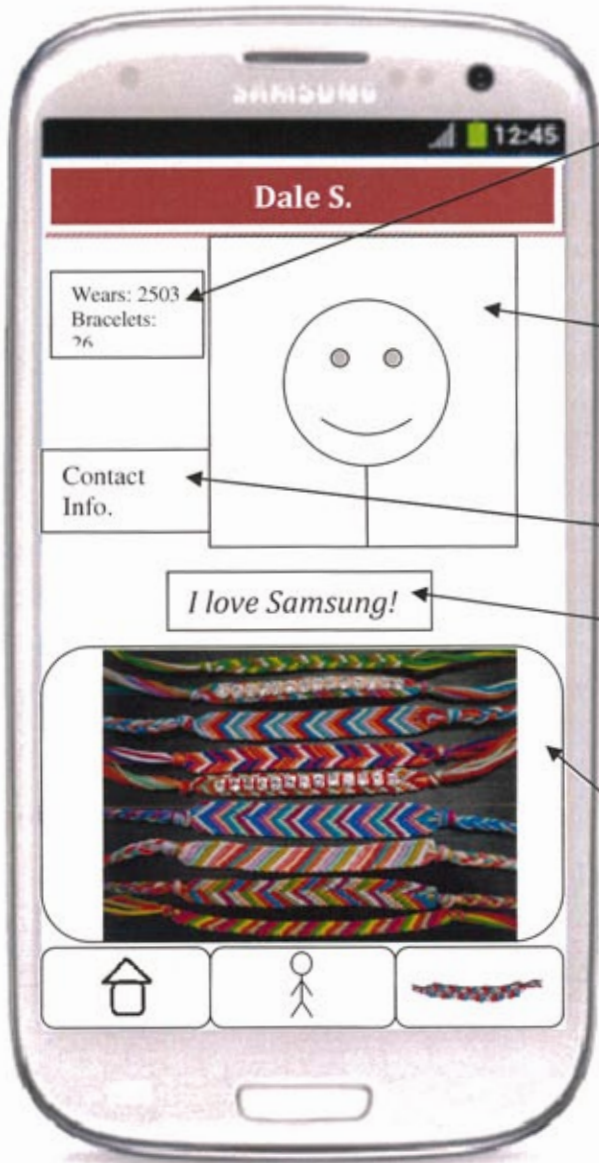 SAMSUNG
12:45
Dale S.
Wears: 2503
Bracelets:
26
Contact
Info.
I love Samsung!